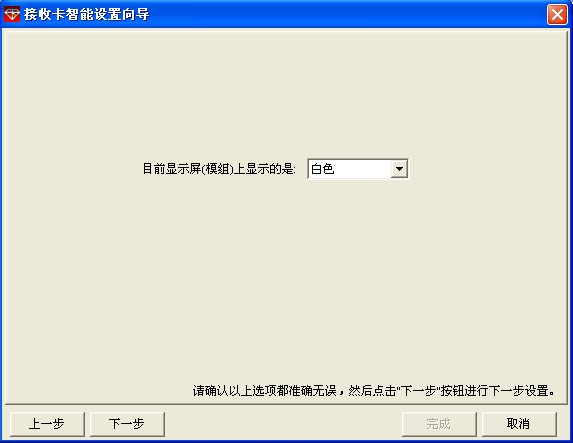 接收卡智能设置向导
目前显示屏(模组)上显示的是: 白色
请确认以上选项都准确无误，然后点击"下一步"按钮进行下一步设置。
上一步 下一步 完成 取消